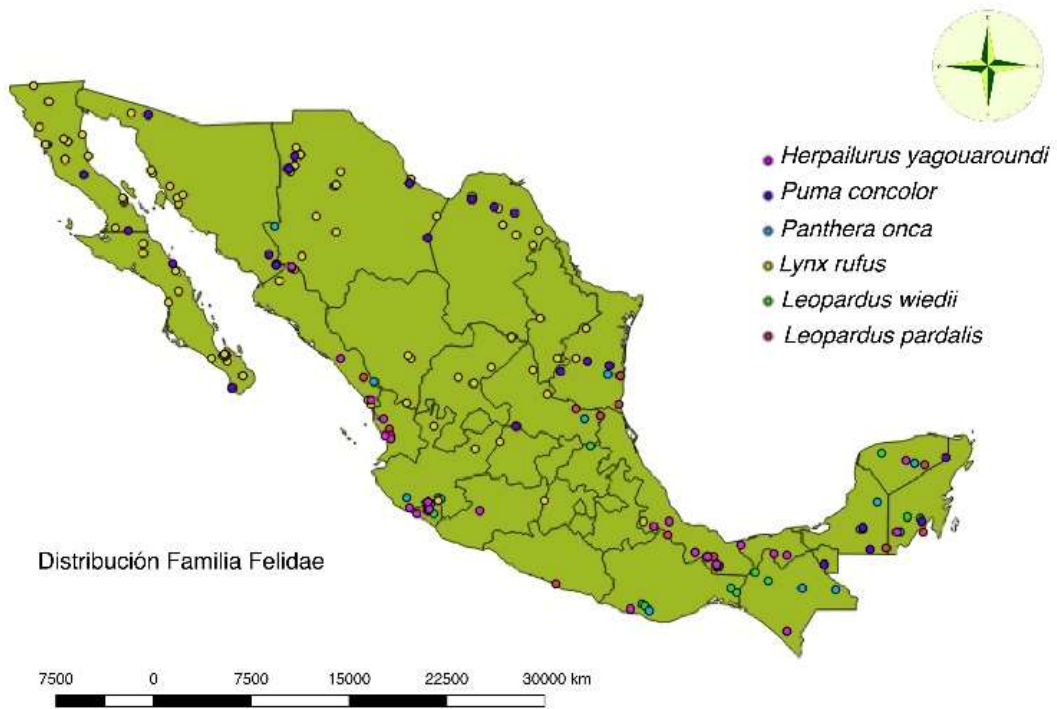 Herpailurus yagouaroundi
Puma concolor
Panthera onca
Lynx rufus
Leopardus wiedii
Leopardus pardalis
Distribución Familia Felidae
7500 0 7500 15000 22500 30000 km